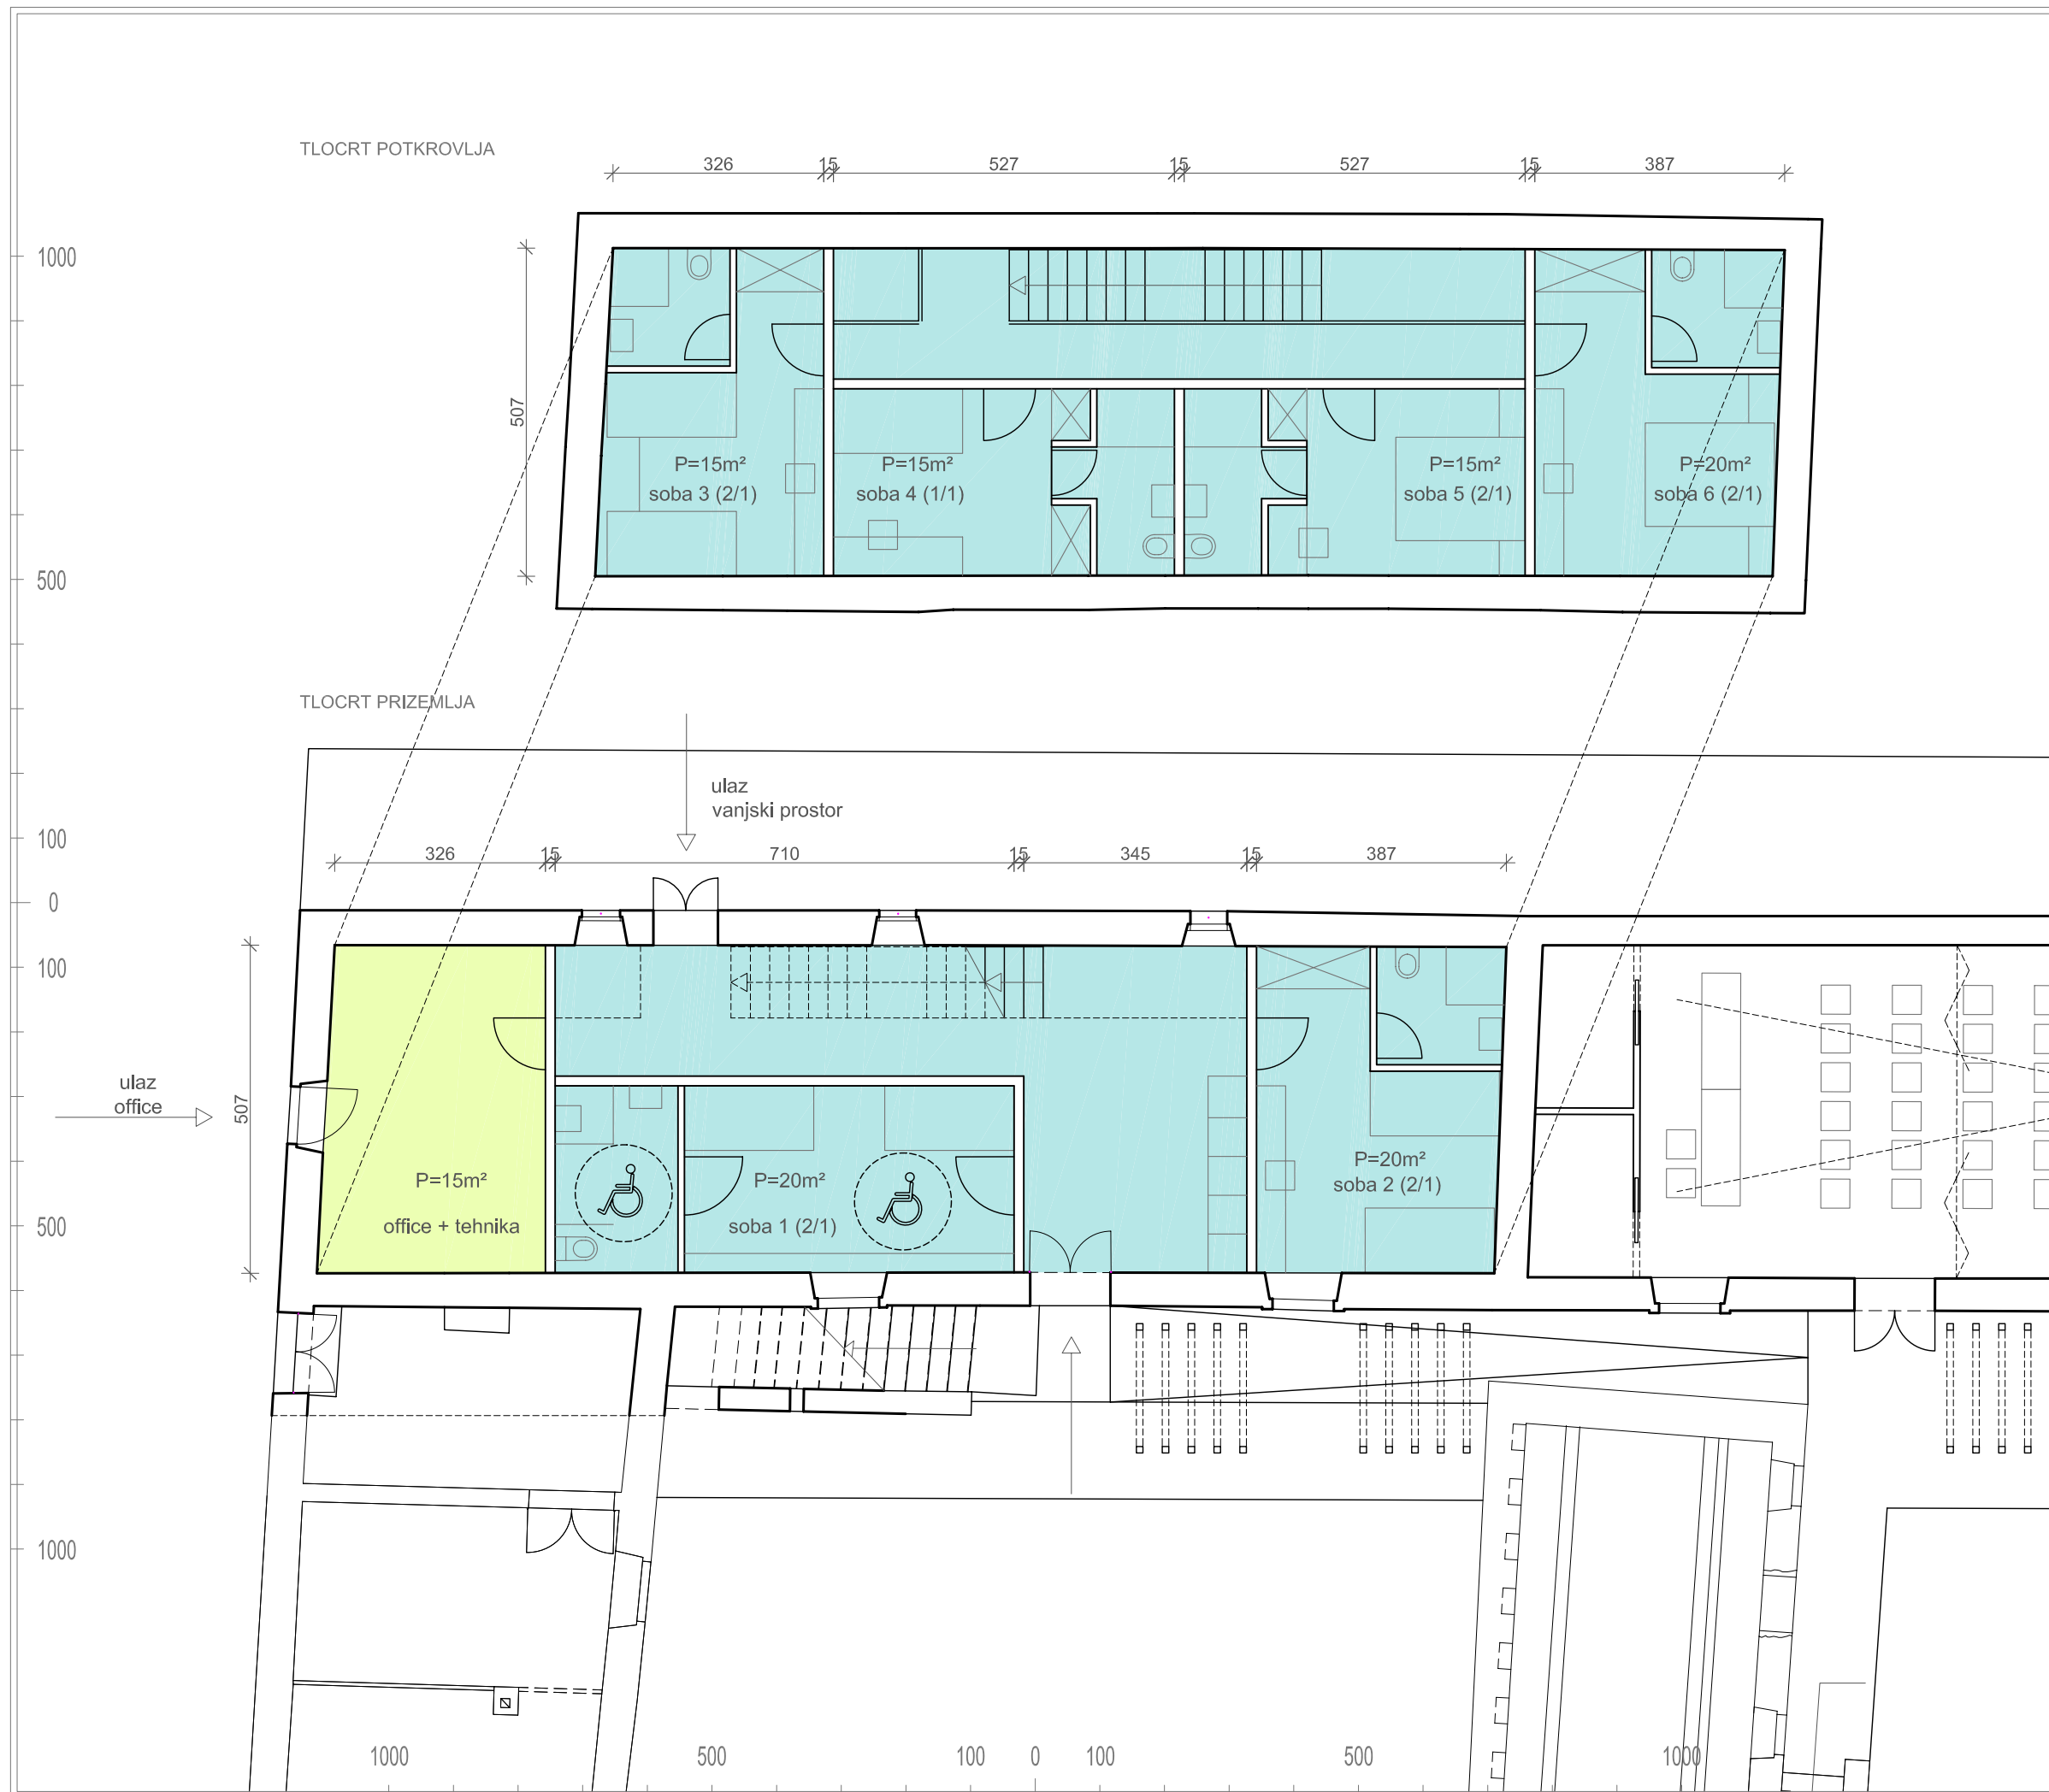 TLOCRT POTKROVLJA
326 15 527 15 527 15 387
1000
507
500
P=15m²
soba 3 (2/1)
P=15m²
soba 4 (1/1)
P=15m²
soba 5 (2/1)
P=20m²
soba 6 (2/1)
TLOCRT PRIZEMLJA
ulaz
vanjski prostor
100
0
100
326 15 710 15 345 15 387
ulaz
office
507
P=15m²
office + tehnika
P=20m²
soba 1 (2/1)
P=20m²
soba 2 (2/1)
500
1000
1000 500 100 0 100 500 1000